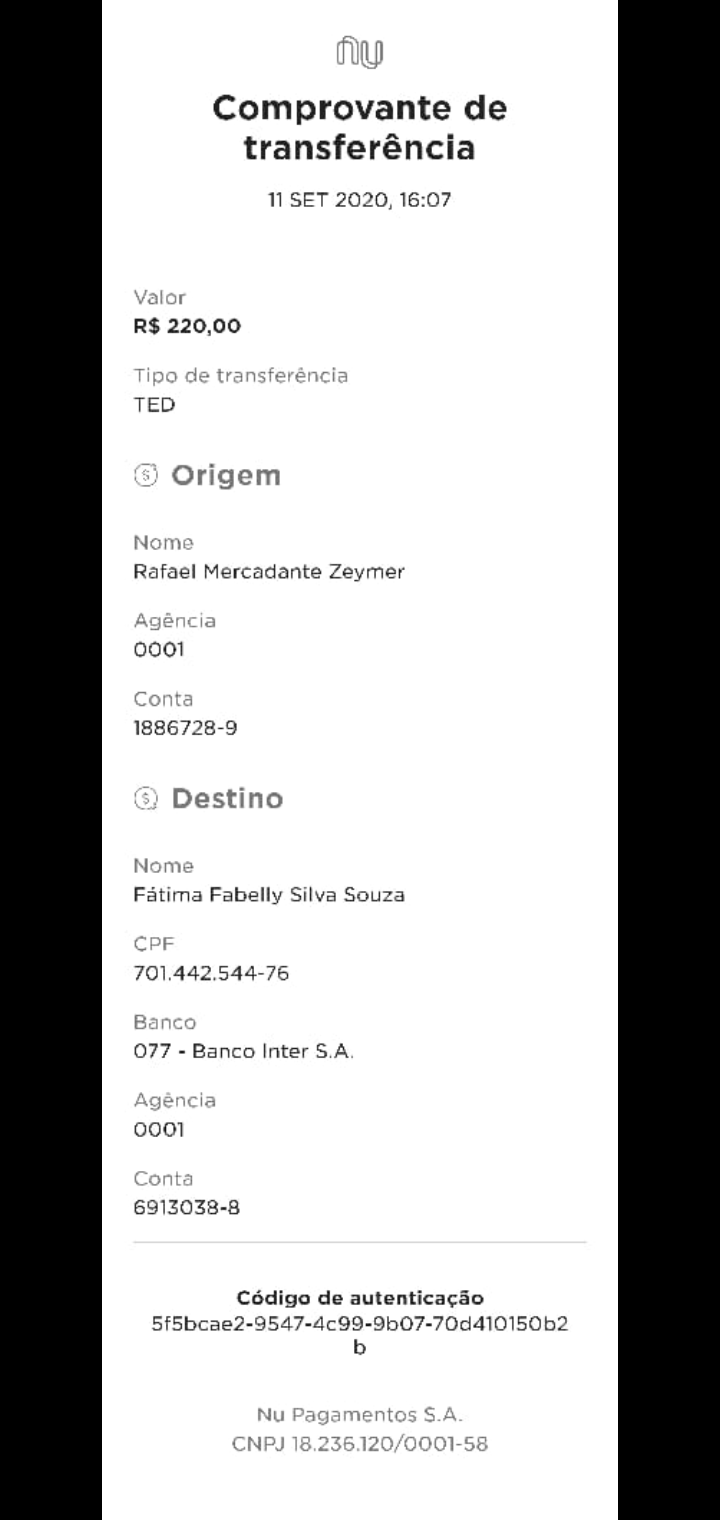 nu
Comprovante de
transferência
11 SET 2020, 16:07
Valor
R$ 220,00
Tipo de transferência
TED
Origem
Nome
Rafael Mercadante Zeymer
Agência
0001
Conta
1886728-9
Destino
Nome
Fátima Fabelly Silva Souza
CPF
701.442.544-76
Banco
077 - Banco Inter S.A.
Agência
0001
Conta
6913038-8
Código de autenticação
5f5bcae2-9547-4c99-9b07-70d410150b2
b
Nu Pagamentos S.A.
CNPJ 18.236.120/0001-58